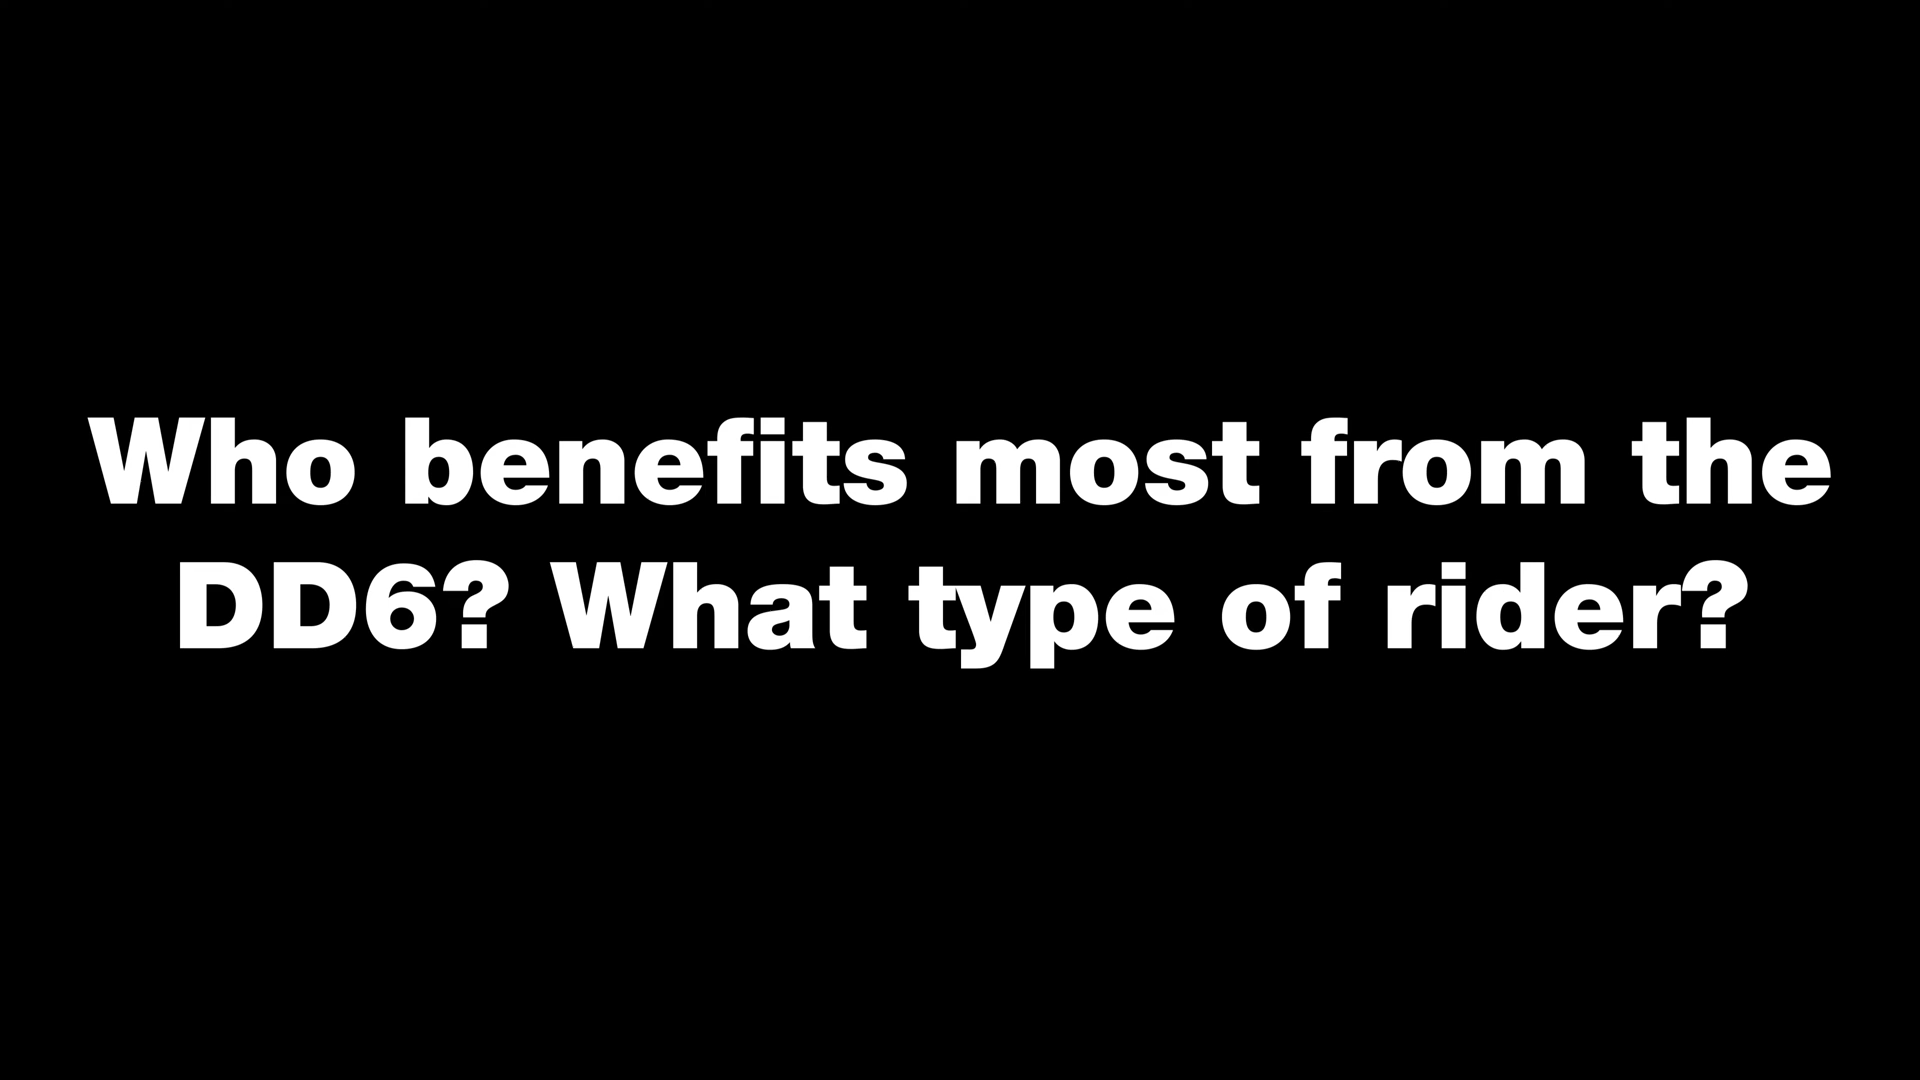 Who benefits most from the
DD6? What type of rider?